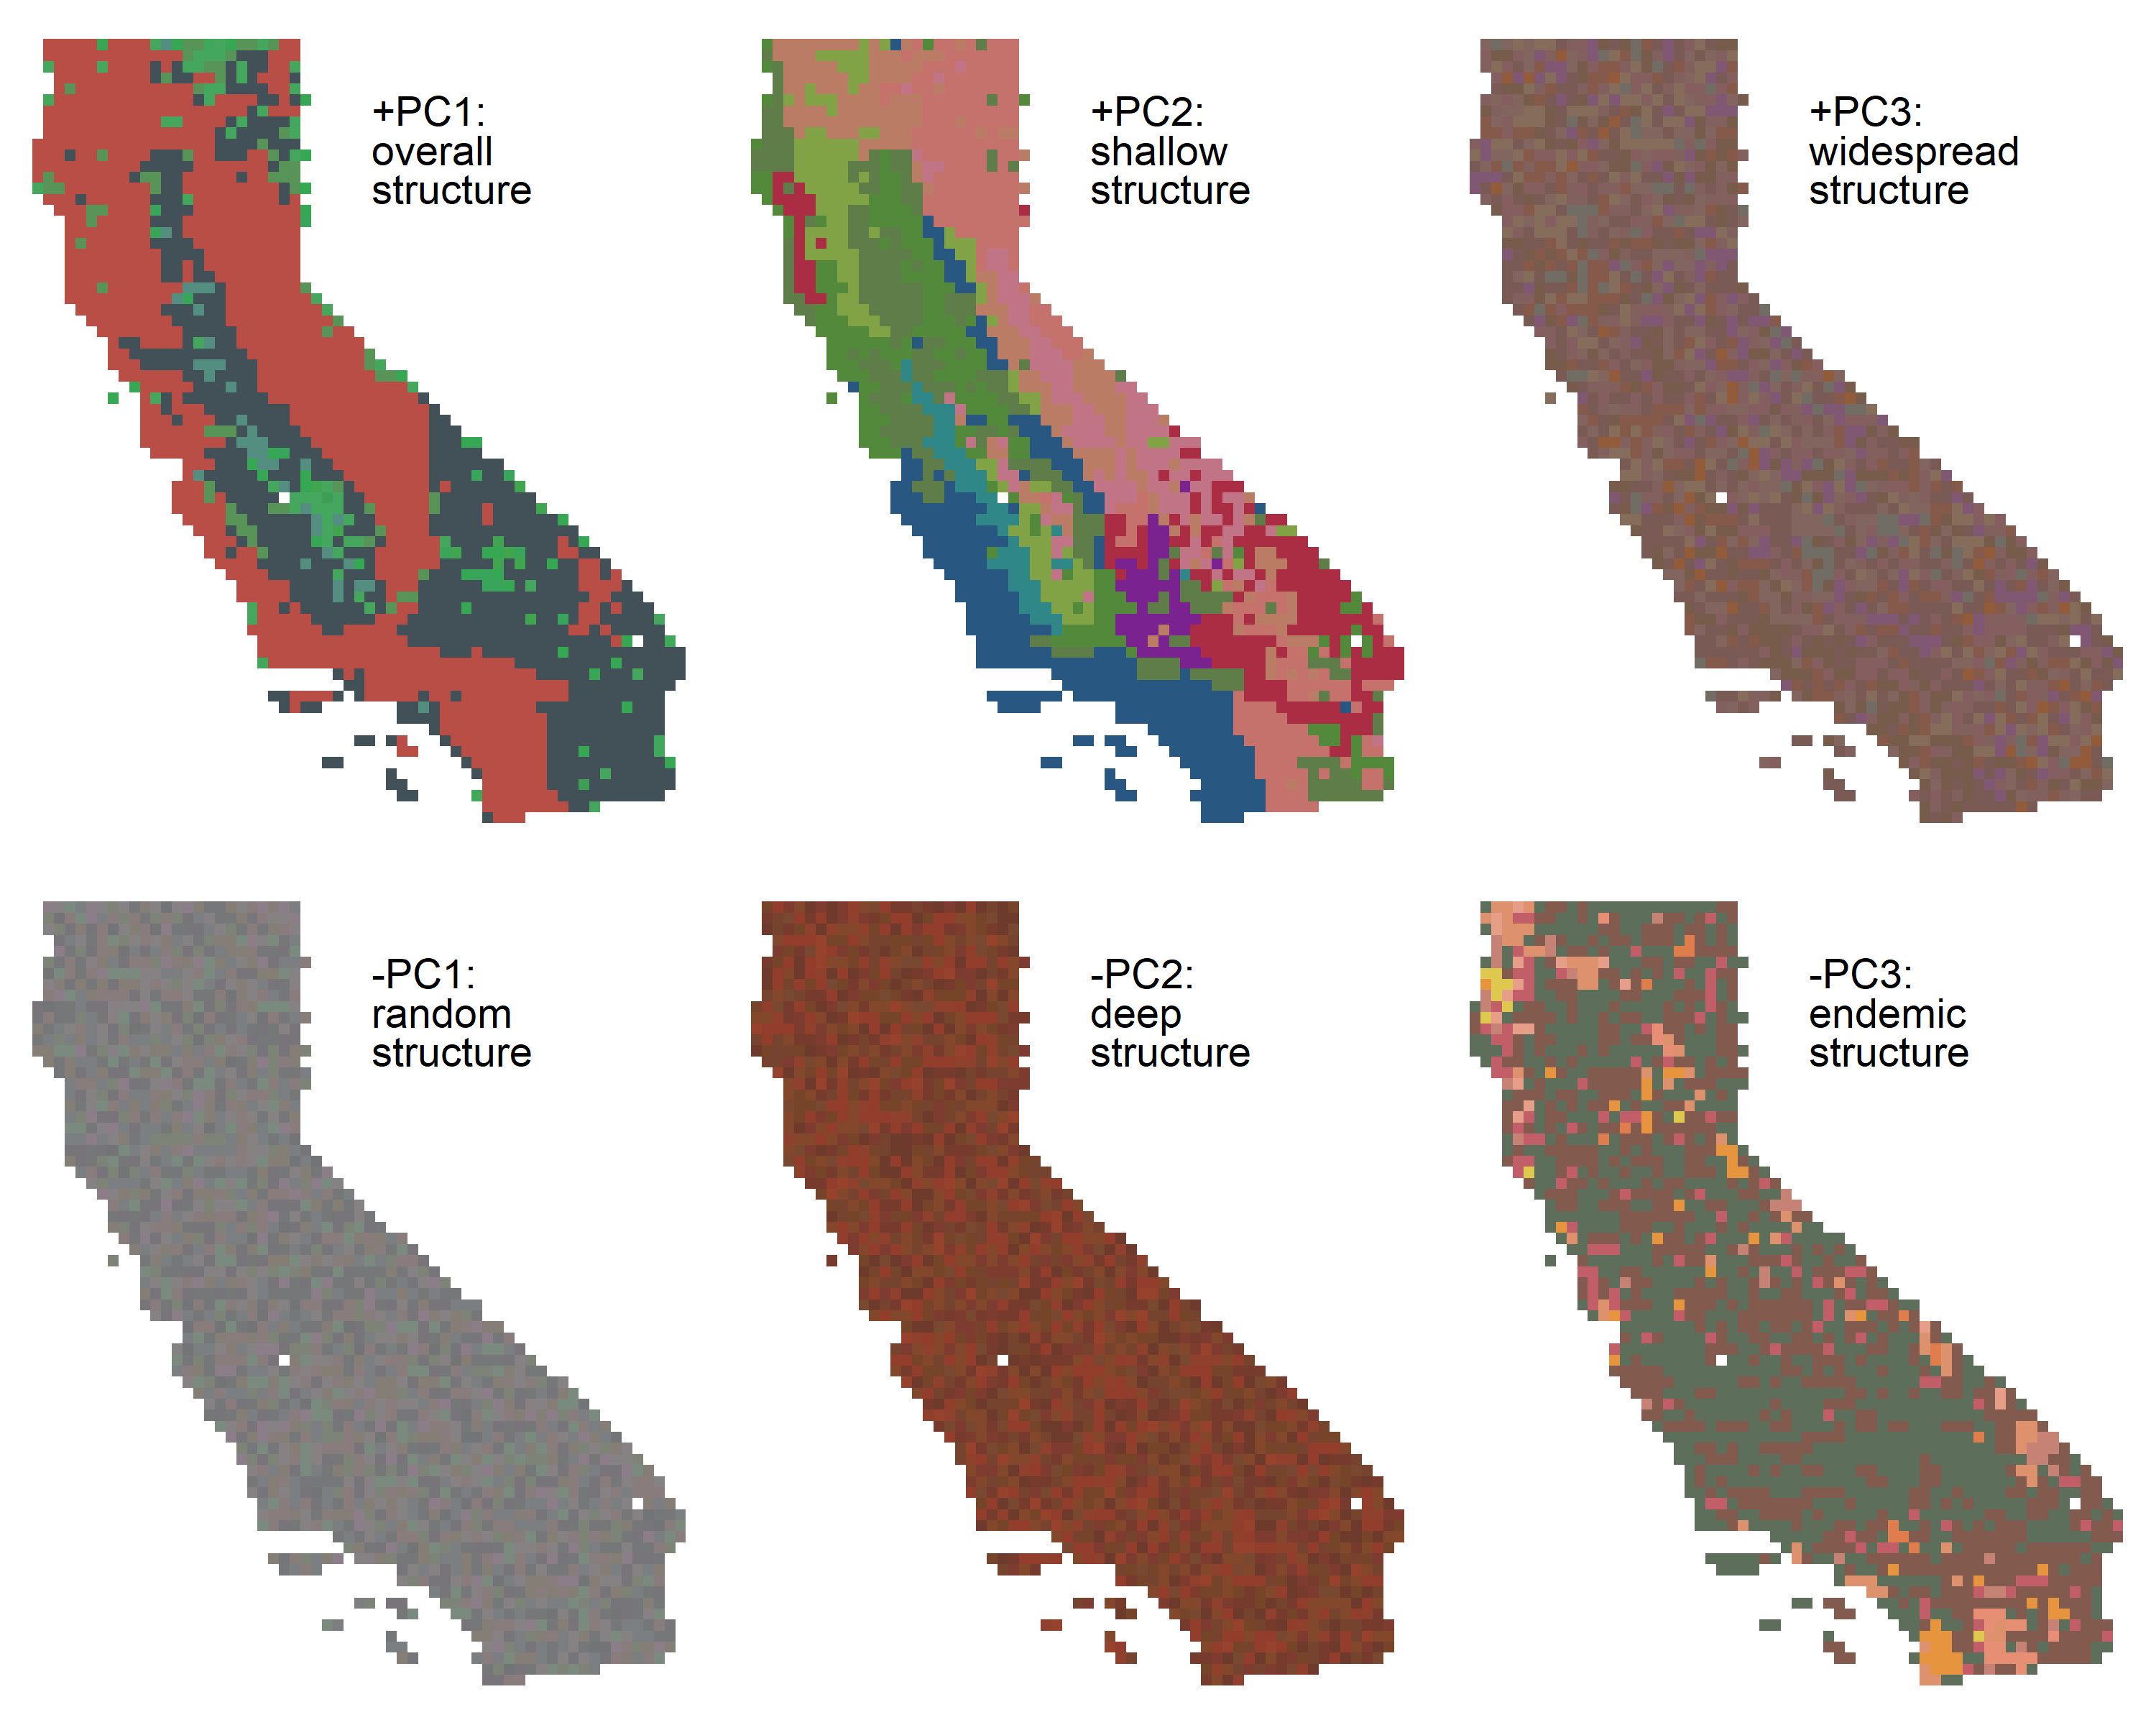 +PC1:
overall
structure
+PC2:
shallow
structure
+PC3:
widespread
structure
-PC1:
random
structure
-PC2:
deep
structure
-PC3:
endemic
structure